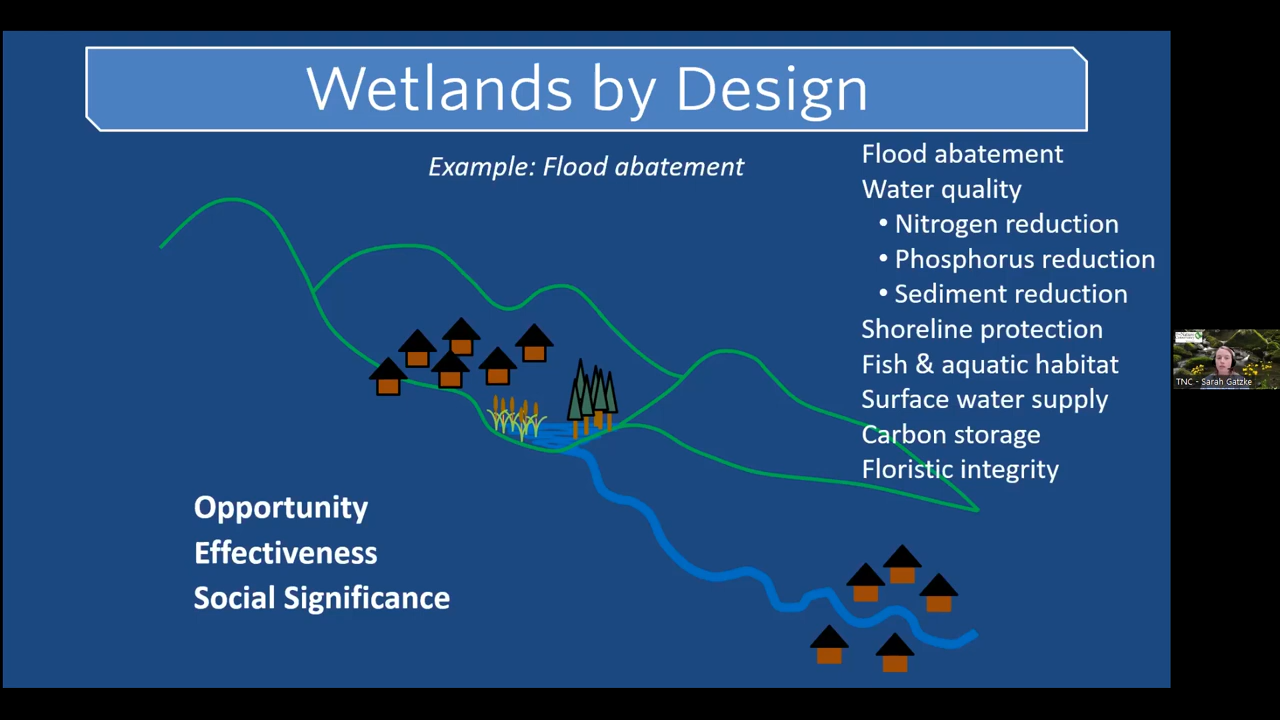 Wetlands by Design
Example: Flood abatement
Flood abatement
Water quality
• Nitrogen reduction
• Phosphorus reduction
• Sediment reduction
Shoreline protection
Fish & aquatic habitat
Surface water supply
Carbon storage
Floristic integrity
Opportunity
Effectiveness
Social Significance
TNC - Sarah Gatzke